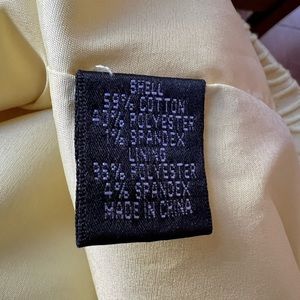 SHELL
59% COTTON
40% POLYESTER
1% SPANDEX
LINING
96% POLYESTER
4% SPANDEX
MADE IN CHINA